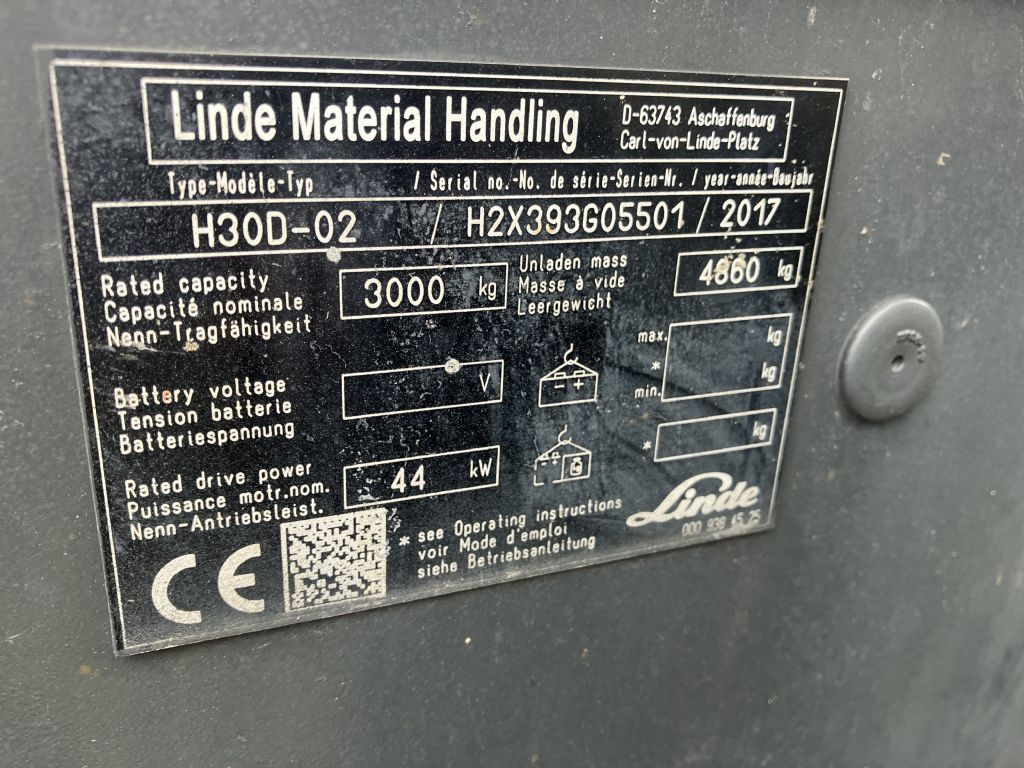 Linde Material Handling
D-63743 Aschaffenburg
Carl-von-Linde-Platz
Type-Modèle-Typ / Serial no.-No. de série-Serien-Nr. / year-année-Baujahr
H30D-02 / H2X393G05501 / 2017
Rated capacity
Capacité nominale
Nenn-Tragfähigkeit
3000 kg
Unladen mass
Masse à vide
Leergewicht
4860 kg
Battery voltage
Tension batterie
Batteriespannung
V
- +
max. kg
* kg
min.
Rated drive power
Puissance motr.nom.
Nenn-Antriebsleist.
44 kW
- +
* kg
CE
* see Operating instructions
voir Mode d'emploi
siehe Betriebsanleitung
Linde
000 938 45 25